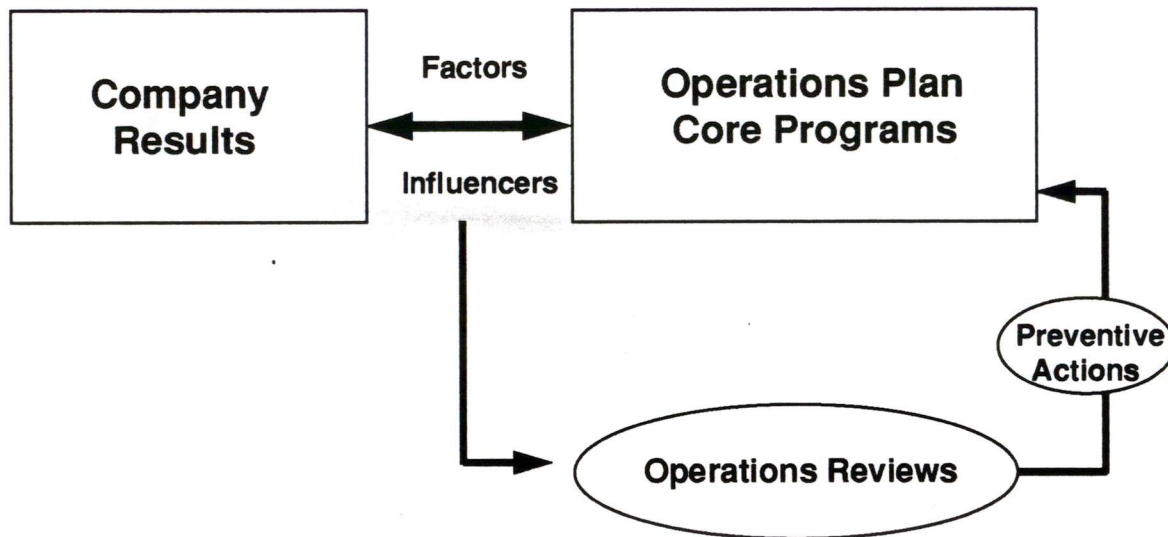 Company
Results
Factors
Influencers
Operations Plan
Core Programs
Preventive
Actions
Operations Reviews